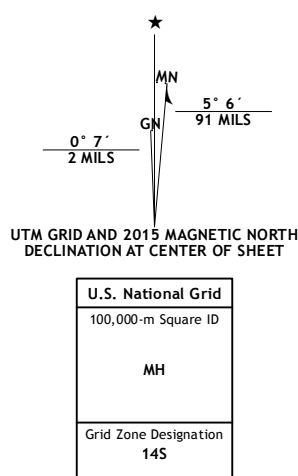 ★
MN
5° 6´
91 MILS
GN
0° 7´
2 MILS
UTM GRID AND 2015 MAGNETIC NORTH
DECLINATION AT CENTER OF SHEET
U.S. National Grid
100,000-m Square ID
MH
Grid Zone Designation
14S